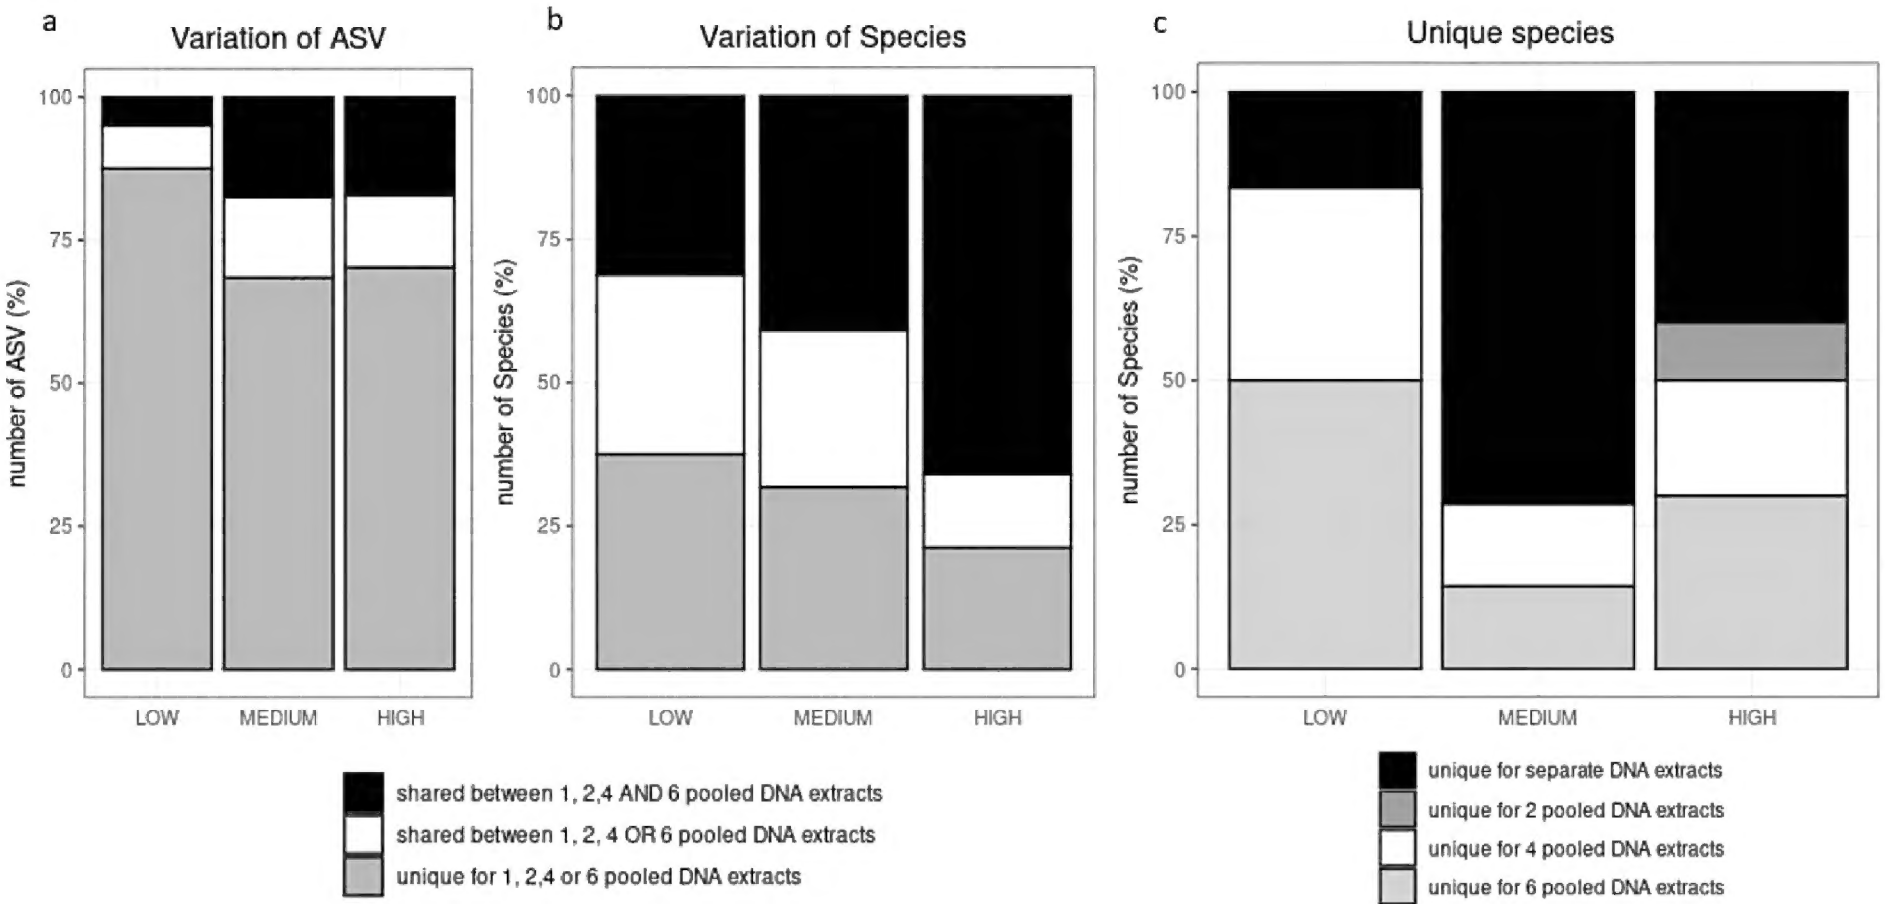 a
Variation of ASV
number of ASV (%)
100
75
50
25
0
LOW MEDIUM HIGH
b
Variation of Species
number of Species (%)
100
75
50
25
0
LOW MEDIUM HIGH
shared between 1, 2,4 AND 6 pooled DNA extracts
shared between 1, 2, 4 OR 6 pooled DNA extracts
unique for 1, 2,4 or 6 pooled DNA extracts
c
Unique species
number of Species (%)
100
75
50
25
0
LOW MEDIUM HIGH
unique for separate DNA extracts
unique for 2 pooled DNA extracts
unique for 4 pooled DNA extracts
unique for 6 pooled DNA extracts